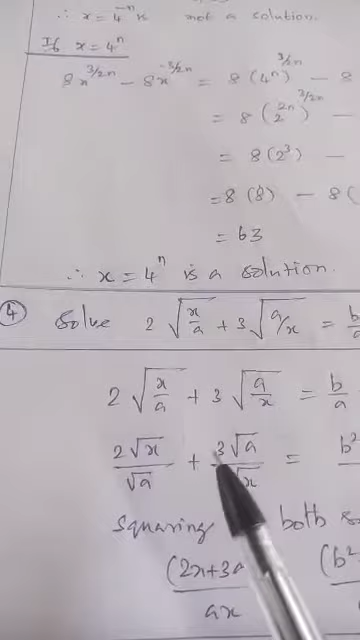 ∴ x = 4^-n is not a solution.
If x = 4^n
8x^3/2n − 8x^-3/2n = 8(4^n)^3/2n − 8
= 8(2^2n)^3/2n −
= 8(2^3) −
= 8(8) − 8(
= 63
∴ x = 4^n is a solution.
④ Solve 2√(x/a) + 3√(a/x) = b/a
2√(x/a) + 3√(a/x) = b/a
2√x/√a + 3√a/√x = b²
Squaring both
(2x+3a / ax (b²